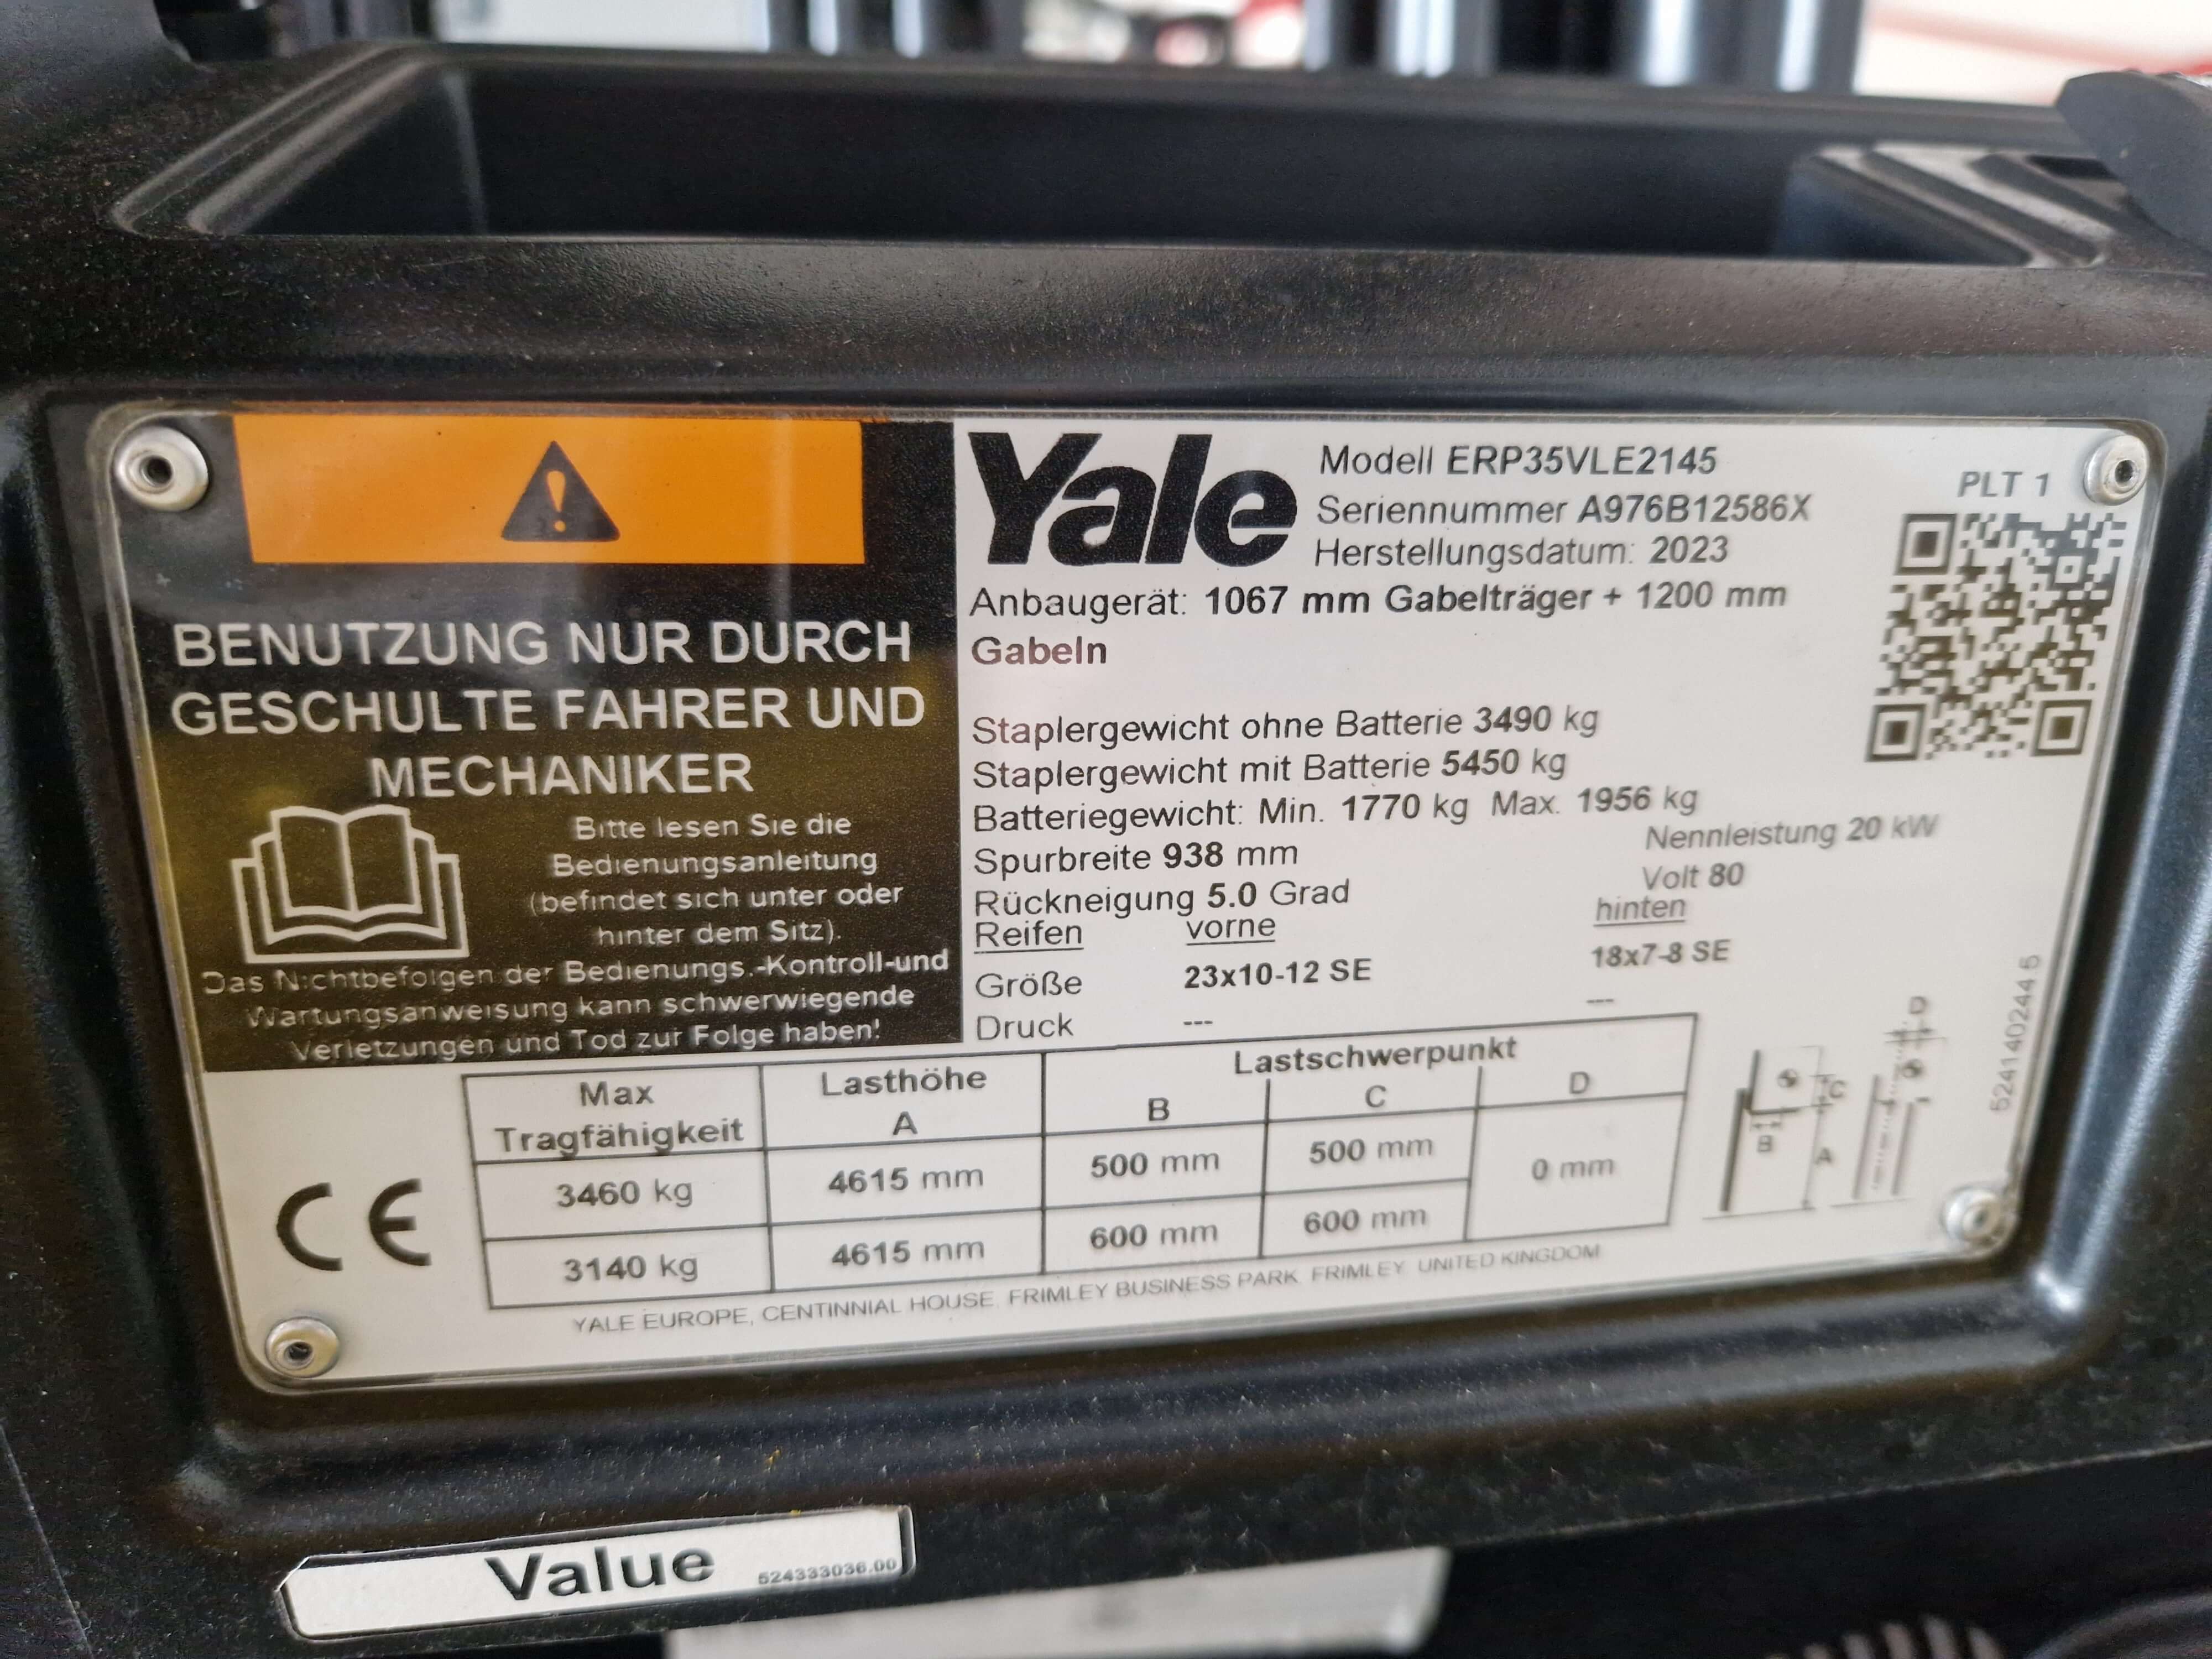 Yale
Modell ERP35VLE2145
Seriennummer A976B12586X
Herstellungsdatum: 2023
PLT 1
Anbaugerät: 1067 mm Gabelträger + 1200 mm
Gabeln
BENUTZUNG NUR DURCH
GESCHULTE FAHRER UND
MECHANIKER
Bitte lesen Sie die
Bedienungsanleitung
(befindet sich unter oder
hinter dem Sitz).
Das Nichtbefolgen der Bedienungs.-Kontroll-und
Wartungsanweisung kann schwerwiegende
Verletzungen und Tod zur Folge haben!
Staplergewicht ohne Batterie 3490 kg
Staplergewicht mit Batterie 5450 kg
Batteriegewicht: Min. 1770 kg Max. 1956 kg
Spurbreite 938 mm
Nennleistung 20 kW
Rückneigung 5.0 Grad
Volt 80
Reifen vorne hinten
Größe 23x10-12 SE 18x7-8 SE
Druck --- ---
Max
Tragfähigkeit
Lasthöhe
A
Lastschwerpunkt
B C D
3460 kg 4615 mm 500 mm 500 mm 0 mm
3140 kg 4615 mm 600 mm 600 mm
D
C
B
A
524140244 5
CE
YALE EUROPE, CENTINNIAL HOUSE. FRIMLEY BUSINESS PARK. FRIMLEY. UNITED KINGDOM
Value 524333036.00